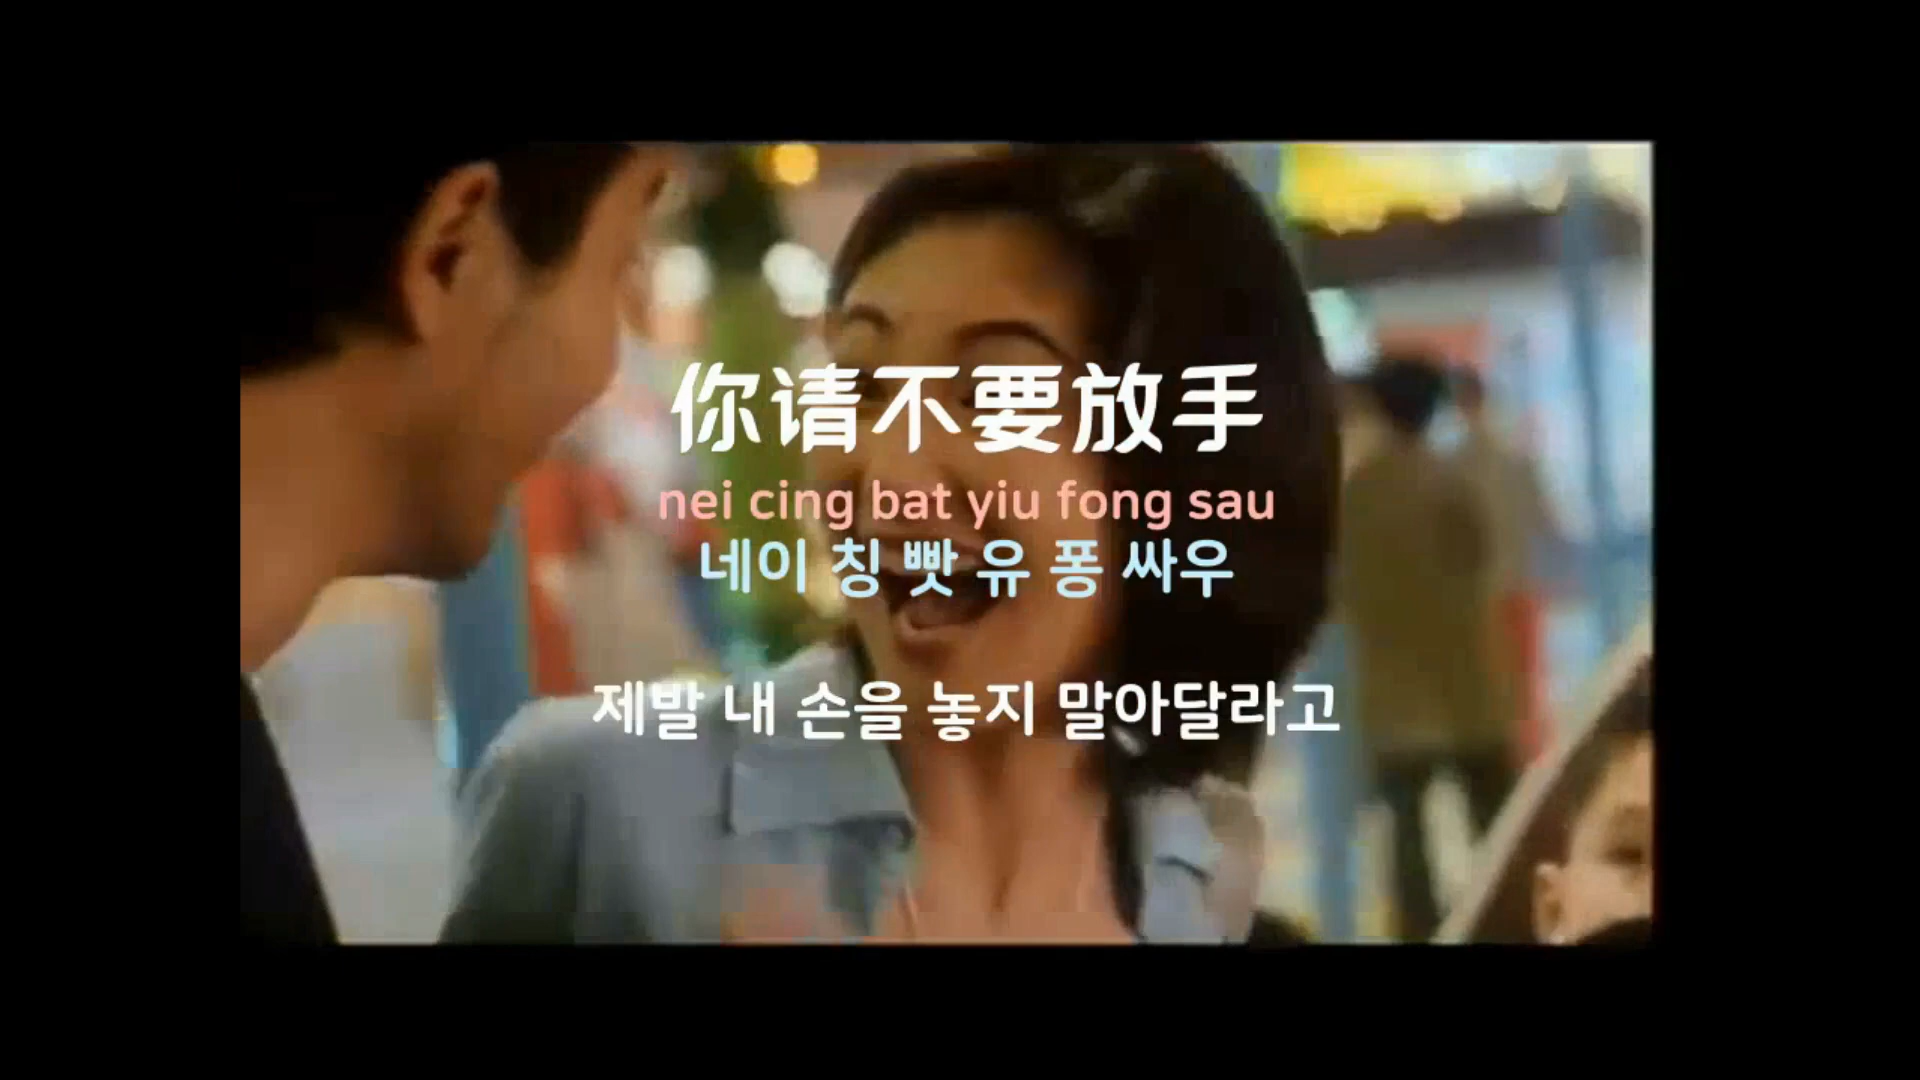 你请不要放手
nei cing bat yiu fong sau
네이 칭 빳 유 퐁 싸우
제발 내 손을 놓지 말아달라고